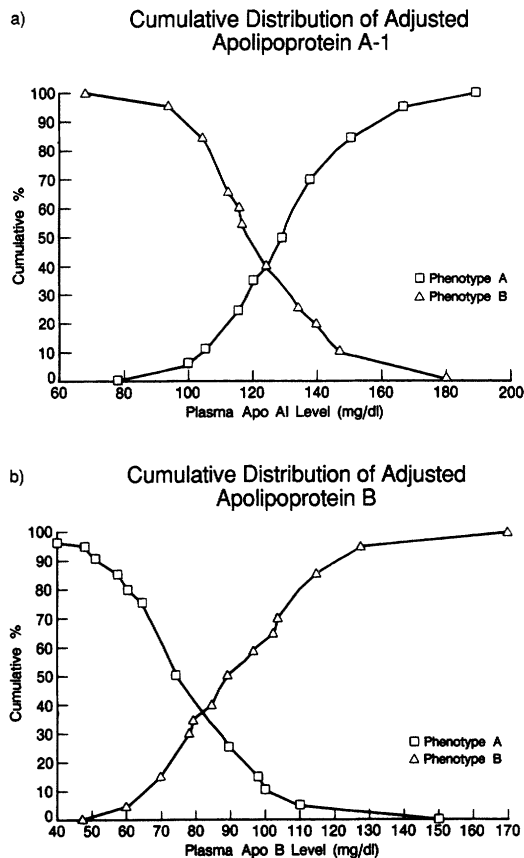 a)
Cumulative Distribution of Adjusted
Apolipoprotein A-1
Cumulative %
100
90
80
70
60
50
40
30
20
10
0
Phenotype A
Phenotype B
60 80 100 120 140 160 180 200
Plasma Apo AI Level (mg/dl)
b)
Cumulative Distribution of Adjusted
Apolipoprotein B
Cumulative %
100
90
80
70
60
50
40
30
20
10
0
Phenotype A
Phenotype B
40 50 60 70 80 90 100 110 120 130 140 150 160 170
Plasma Apo B Level (mg/dl)